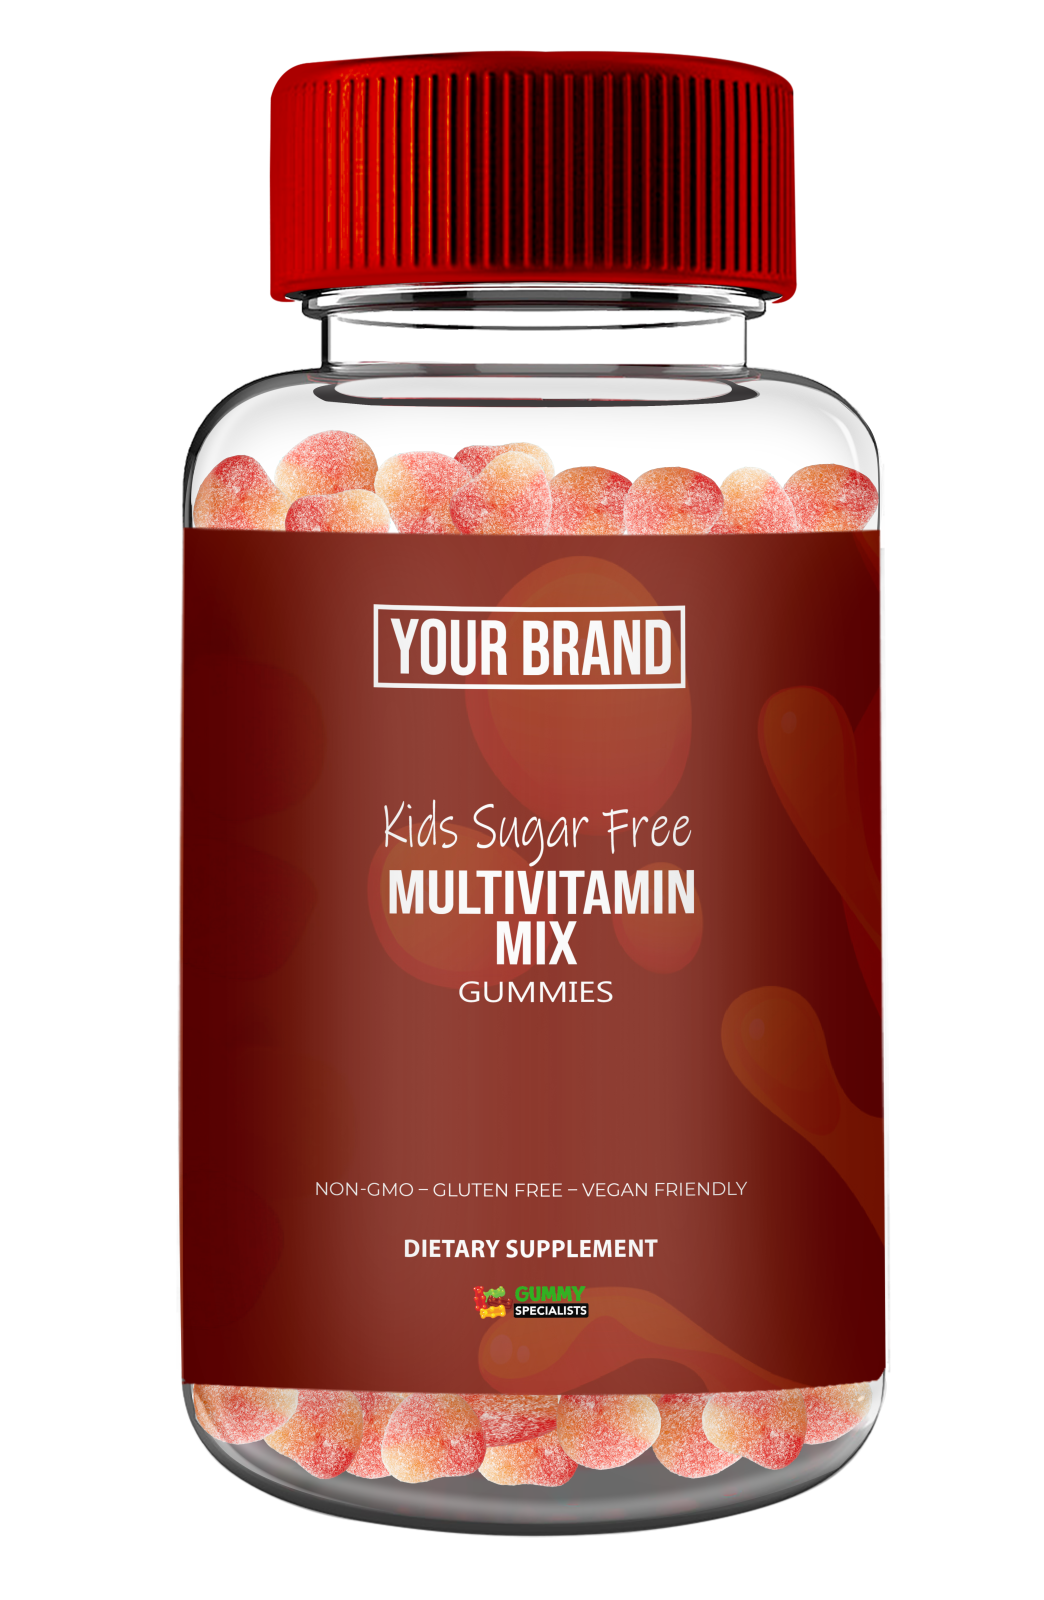 YOUR BRAND
Kids Sugar Free
MULTIVITAMIN
MIX
GUMMIES
NON-GMO – GLUTEN FREE – VEGAN FRIENDLY
DIETARY SUPPLEMENT
GUMMY
SPECIALISTS